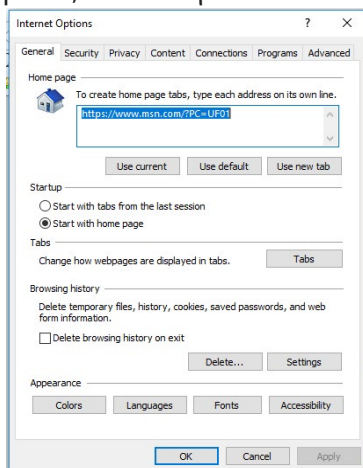 Internet Options
? X
General Security Privacy Content Connections Programs Advanced
Home page
To create home page tabs, type each address on its own line.
https://www.msn.com/?PC=UF01
Use current Use default Use new tab
Startup
Start with tabs from the last session
Start with home page
Tabs
Change how webpages are displayed in tabs. Tabs
Browsing history
Delete temporary files, history, cookies, saved passwords, and web
form information.
Delete browsing history on exit
Delete... Settings
Appearance
Colors Languages Fonts Accessibility
OK Cancel Apply